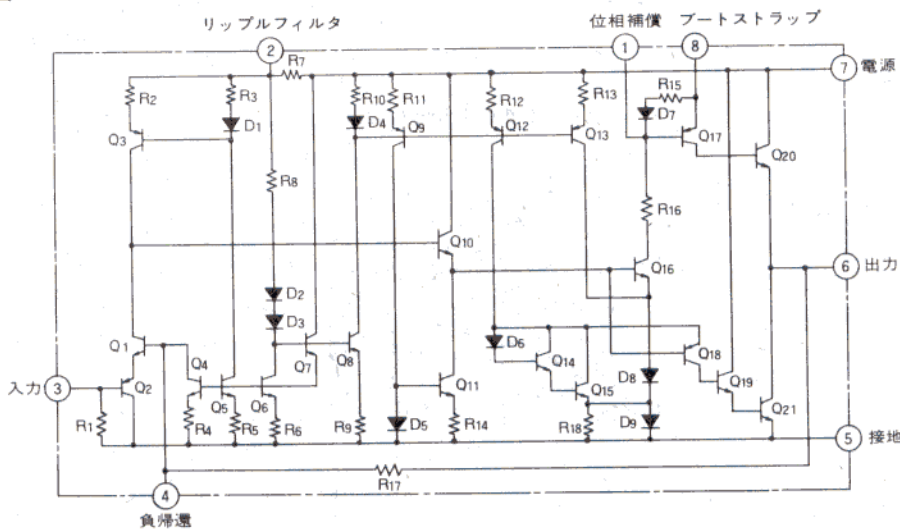 リップルフィルタ
位相補償 ブートストラップ
2
1
8
R7
7 電源
R2
R3
R10
R11
R12
R13
R15
D1
D4
D7
Q3
Q9
Q12
Q13
Q17
Q20
R8
R16
Q10
Q16
6 出力
D2
D3
D6
Q1
Q4
Q7
Q8
Q14
Q18
入力 3
Q2
Q5
Q6
Q11
Q15
D8
Q19
Q21
R1
R4
R5
R6
R9
D5
R14
R18
D9
5 接地
R17
4
負帰還